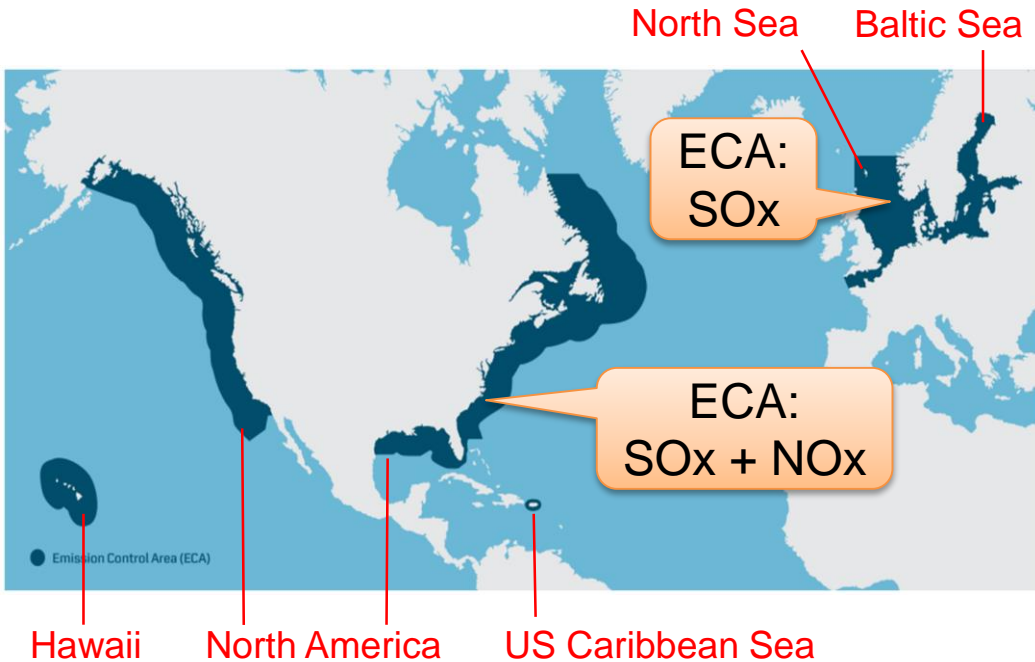 North Sea
Baltic Sea
ECA:
SOx
ECA:
SOx + NOx
Emission Control Area (ECA)
Hawaii
North America
US Caribbean Sea